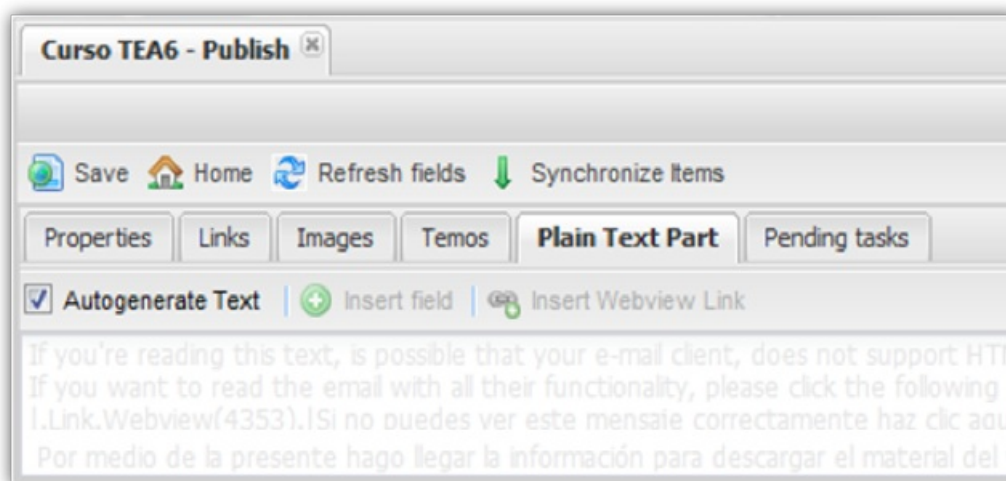 Curso TEA6 - Publish
Save Home Refresh fields Synchronize Items
Properties Links Images Temos Plain Text Part Pending tasks
Autogenerate Text Insert field Insert Webview Link
If you're reading this text, is possible that your e-mail client, does not support HT
If you want to read the email with all their functionality, please click the following
|.Link.Webview(4353).|Si no puedes ver este mensaje correctamente haz clic aqu
Por medio de la presente hago llegar la información para descargar el material del